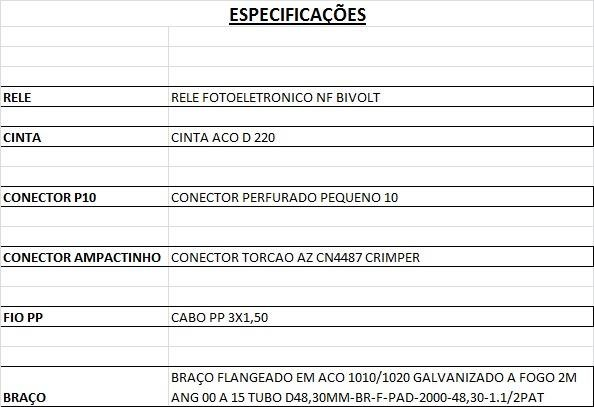 ESPECIFICAÇÕES
RELE RELE FOTOELETRONICO NF BIVOLT
CINTA CINTA ACO D 220
CONECTOR P10 CONECTOR PERFURADO PEQUENO 10
CONECTOR AMPACTINHO CONECTOR TORCAO AZ CN4487 CRIMPER
FIO PP CABO PP 3X1,50
BRAÇO BRAÇO FLANGEADO EM ACO 1010/1020 GALVANIZADO A FOGO 2M
ANG 00 A 15 TUBO D48,30MM-BR-F-PAD-2000-48,30-1.1/2PAT